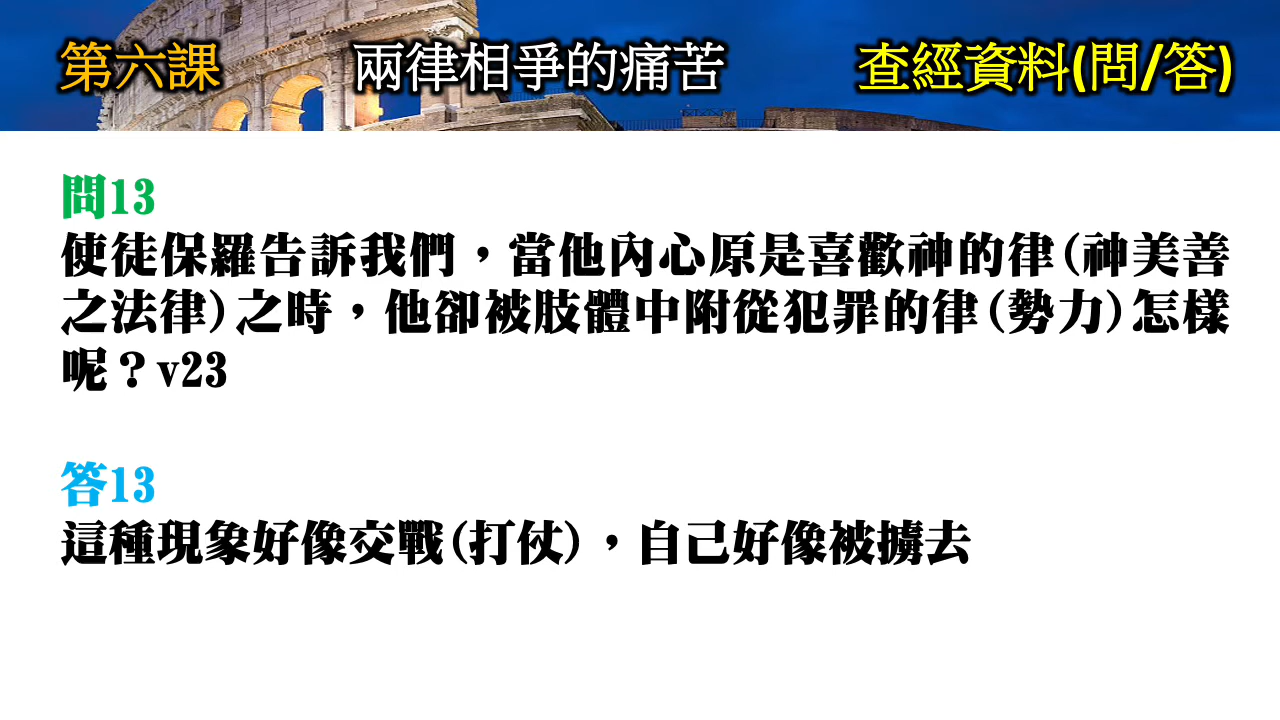 第六課 兩律相爭的痛苦 查經資料(問/答)
問13
使徒保羅告訴我們，當他內心原是喜歡神的律(神美善
之法律)之時，他卻被肢體中附從犯罪的律(勢力)怎樣
呢？v23
答13
這種現象好像交戰(打仗)，自己好像被擄去